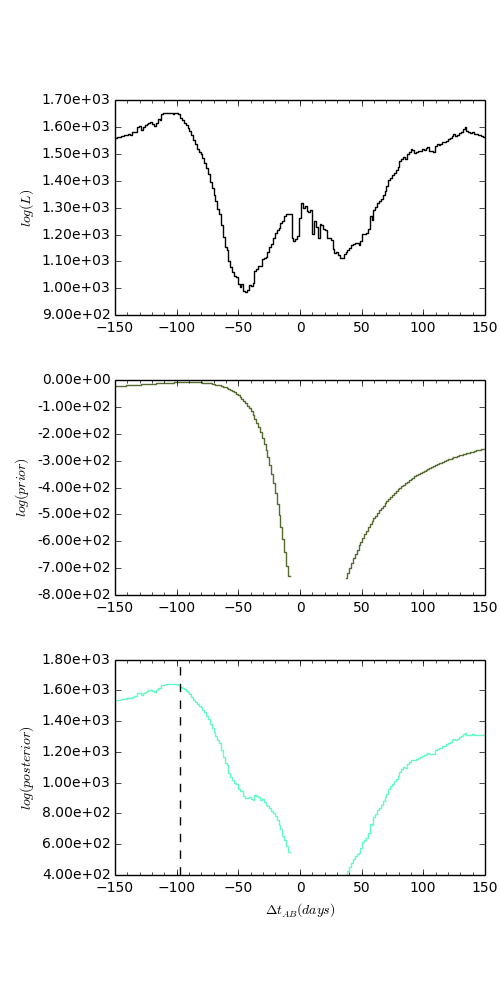 1.70e+03
1.60e+03
1.50e+03
1.40e+03
1.30e+03
1.20e+03
1.10e+03
1.00e+03
9.00e+02
log(L)
−150 −100 −50 0 50 100 150
0.00e+00
-1.00e+02
-2.00e+02
-3.00e+02
-4.00e+02
-5.00e+02
-6.00e+02
-7.00e+02
-8.00e+02
log(prior)
−150 −100 −50 0 50 100 150
1.80e+03
1.60e+03
1.40e+03
1.20e+03
1.00e+03
8.00e+02
6.00e+02
4.00e+02
log(posterior)
−150 −100 −50 0 50 100 150
Δt_{AB}(days)